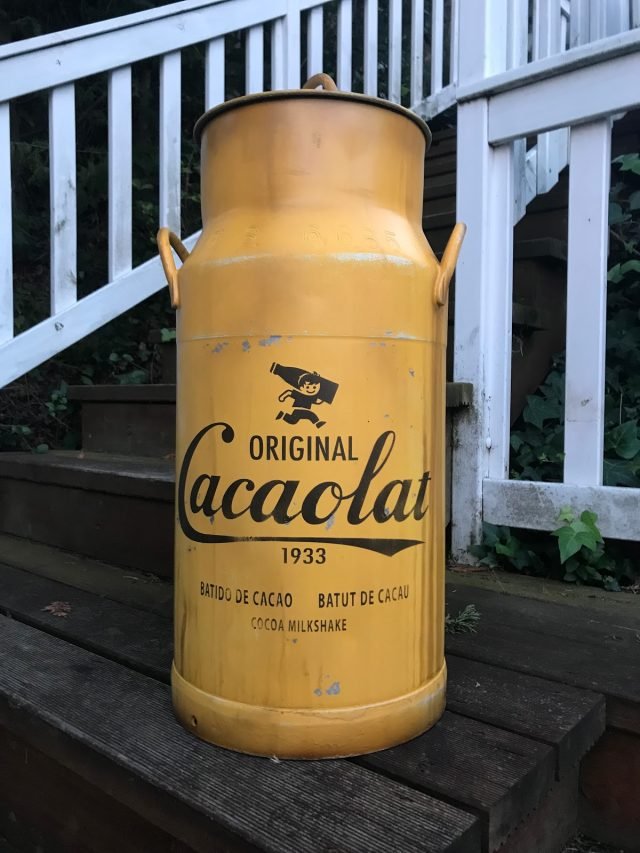 ORIGINAL
Cacaolat
1933
BATIDO DE CACAO BATUT DE CACAU
COCOA MILKSHAKE